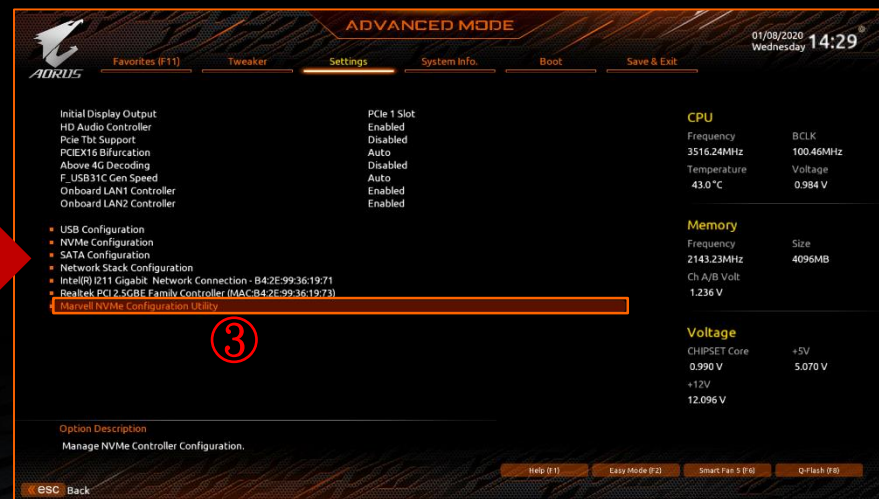 ADVANCED MODE
01/08/2020 14:29
Wednesday
AORUS
Favorites (F11) Tweaker Settings System Info. Boot Save & Exit
Initial Display Output PCIe 1 Slot
HD Audio Controller Enabled
Pcie Tbt Support Disabled
PCIEX16 Bifurcation Auto
Above 4G Decoding Disabled
F_USB31C Gen Speed Auto
Onboard LAN1 Controller Enabled
Onboard LAN2 Controller Enabled
USB Configuration
NVMe Configuration
SATA Configuration
Network Stack Configuration
Intel(R) I211 Gigabit Network Connection - B4:2E:99:36:19:71
Realtek PCI 2.5GBE Family Controller (MAC:B4:2E:99:36:19:73)
Marvell NVMe Configuration Utility
③
CPU
Frequency BCLK
3516.24MHz 100.46MHz
Temperature Voltage
43.0 °C 0.984 V
Memory
Frequency Size
2143.23MHz 4096MB
Ch A/B Volt
1.236 V
Voltage
CHIPSET Core +5V
0.990 V 5.070 V
+12V
12.096 V
Option Description
Manage NVMe Controller Configuration.
Help (F1) Easy Mode (F2) Smart Fan 5 (F6) Q-Flash (F8)
esc Back